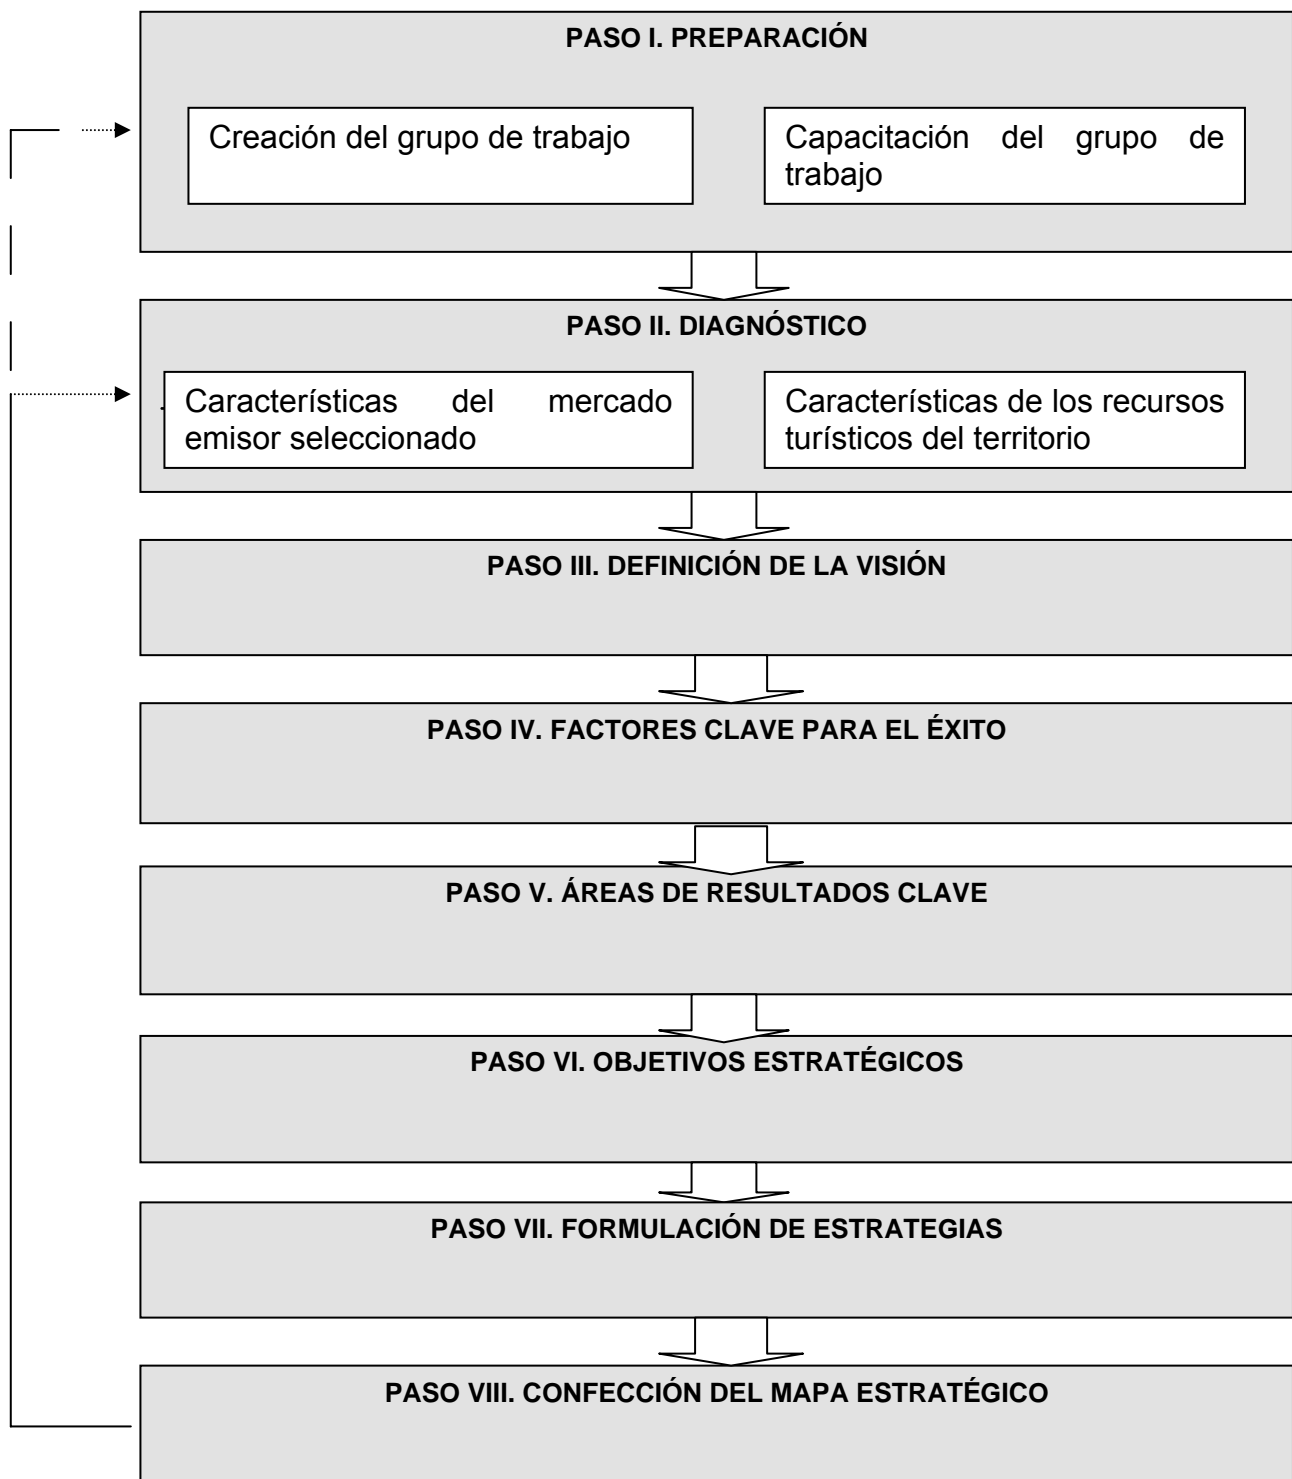 PASO I. PREPARACIÓN
Creación del grupo de trabajo
Capacitación del grupo de
trabajo
PASO II. DIAGNÓSTICO
Característícas del mercado
emisor seleccionado
Características de los recursos
turísticos del territorio
PASO III. DEFINICIÓN DE LA VISIÓN
PASO IV. FACTORES CLAVE PARA EL ÉXITO
PASO V. ÁREAS DE RESULTADOS CLAVE
PASO VI. OBJETIVOS ESTRATÉGICOS
PASO VII. FORMULACIÓN DE ESTRATEGIAS
PASO VIII. CONFECCIÓN DEL MAPA ESTRATÉGICO